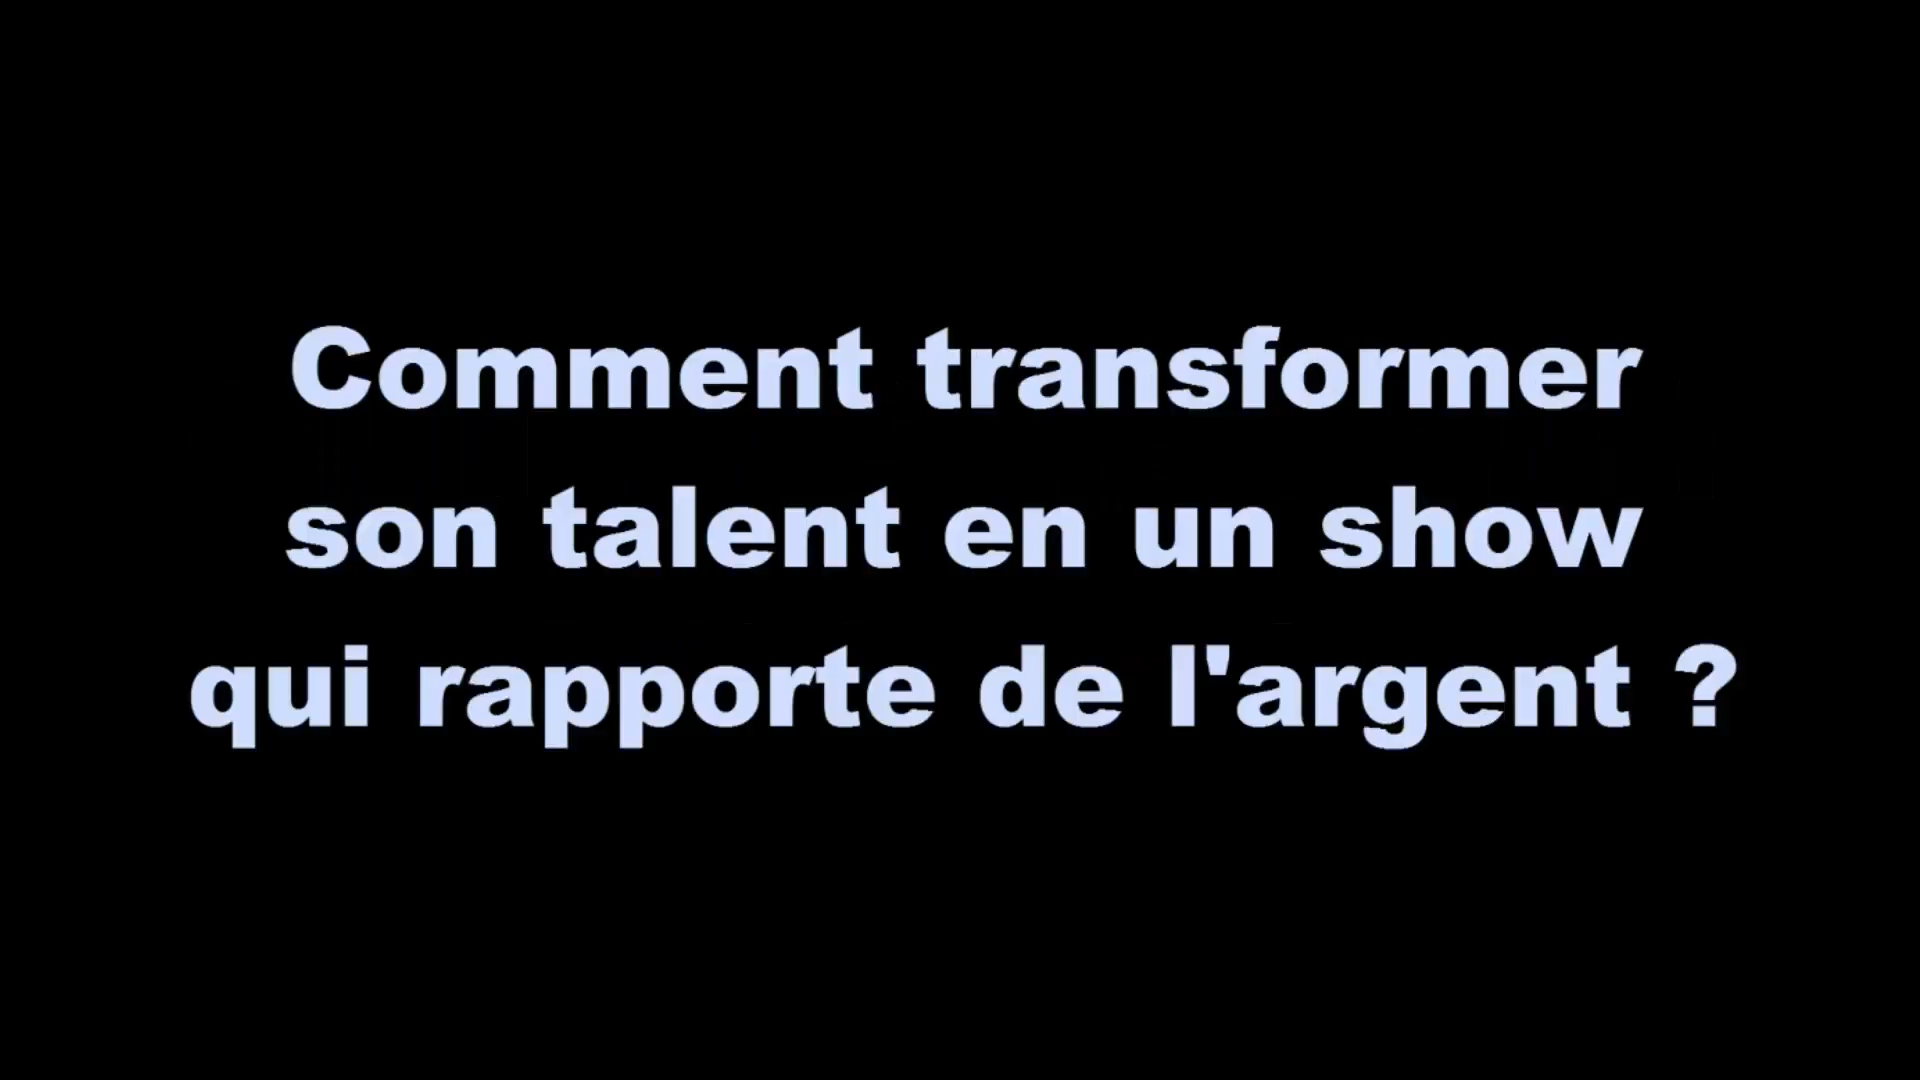 Comment transformer
son talent en un show
qui rapporte de l'argent ?